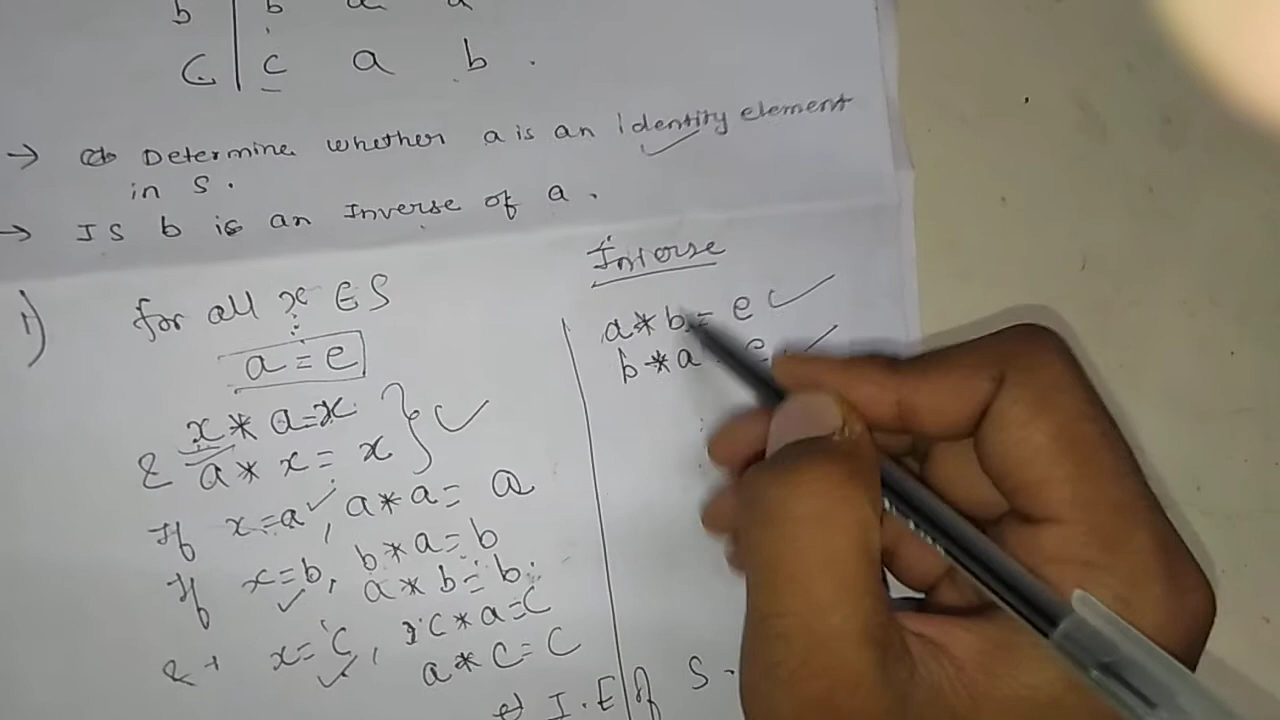 b | b
C | c a b .
→ Determine whether a is an identity element
in S.
→ IS b is an Inverse of a.
1) for all x ∈ S
a = e
x * a = x
& a * x = x
If x = a, a * a = a
If x = b, b * a = b
a * b = b
x = c, c * a = C
a * C = C
I.E of S.
Inverse
a * b = e
b * a = e